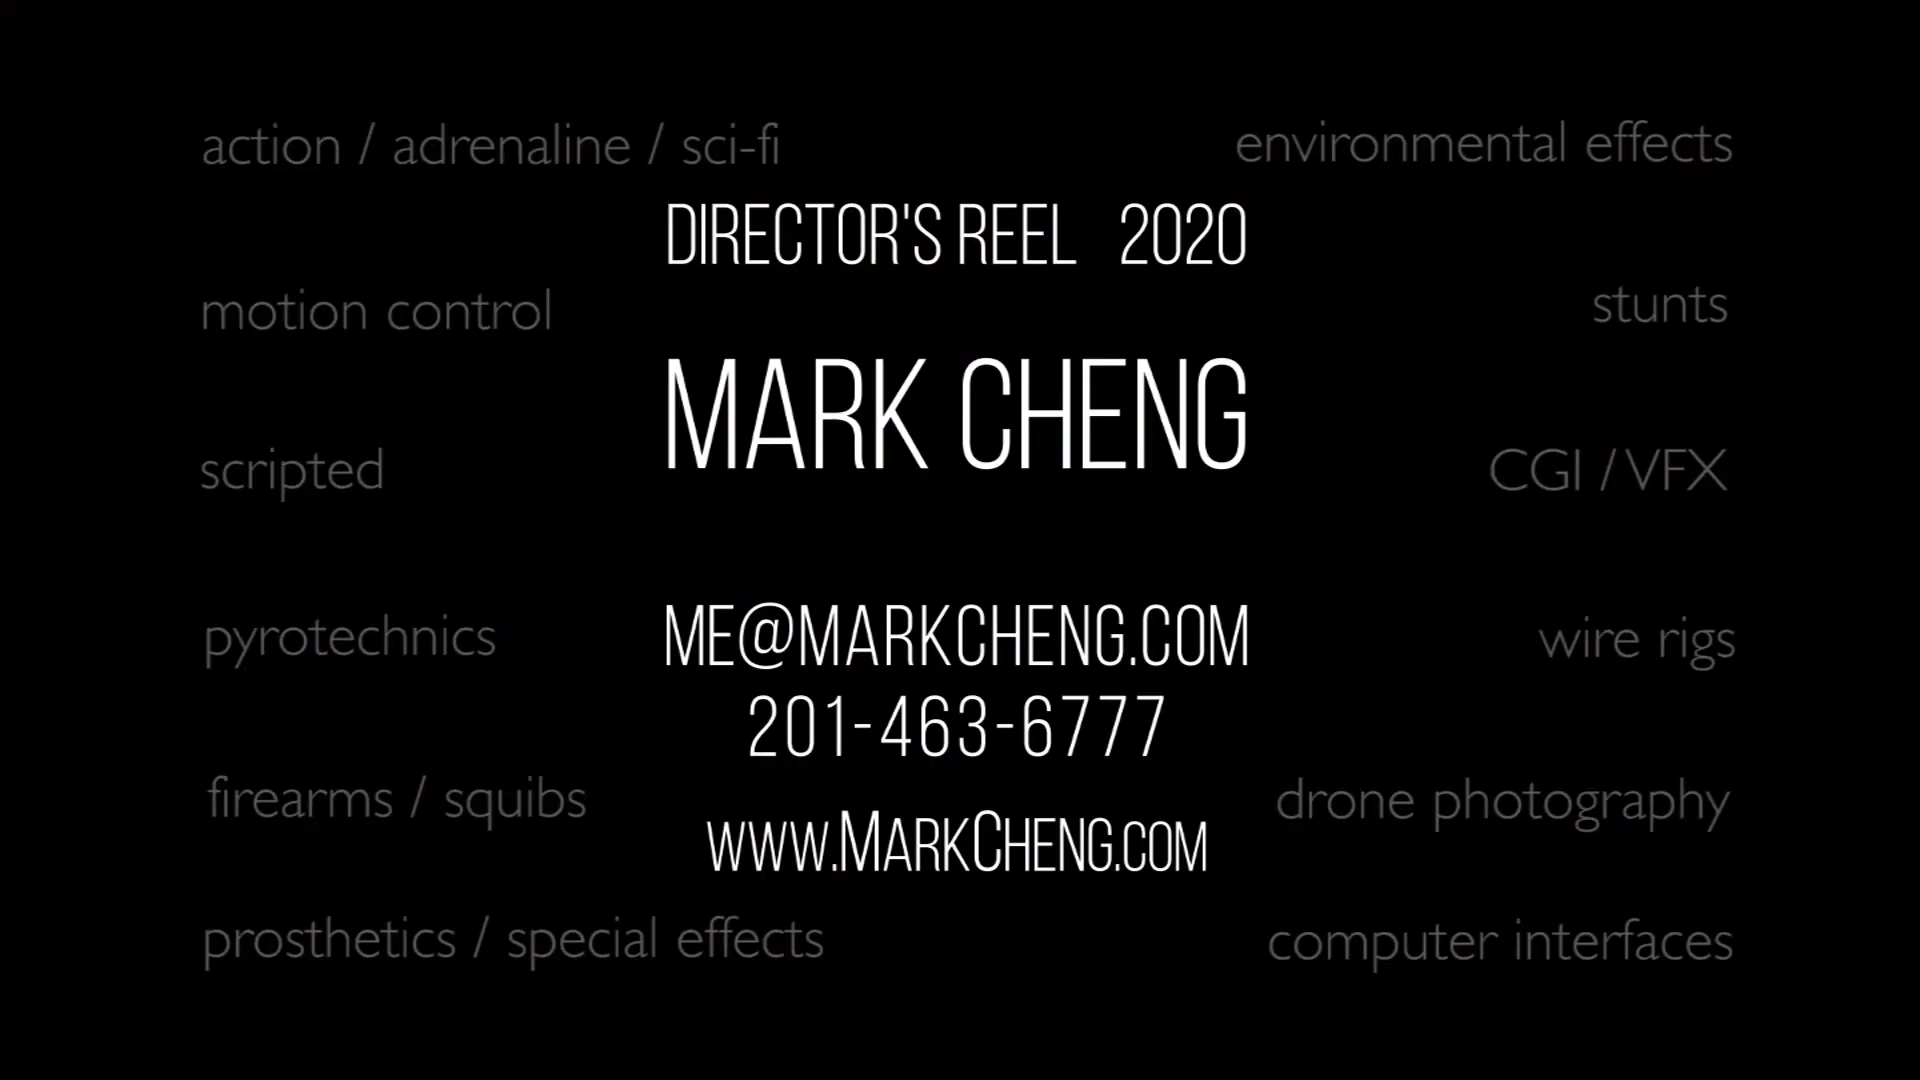 action / adrenaline / sci-fi
environmental effects
DIRECTOR'S REEL 2020
motion control
stunts
MARK CHENG
scripted
CGI / VFX
ME@MARKCHENG.COM
pyrotechnics
wire rigs
201-463-6777
firearms / squibs
drone photography
WWW.MARKCHENG.COM
prosthetics / special effects
computer interfaces